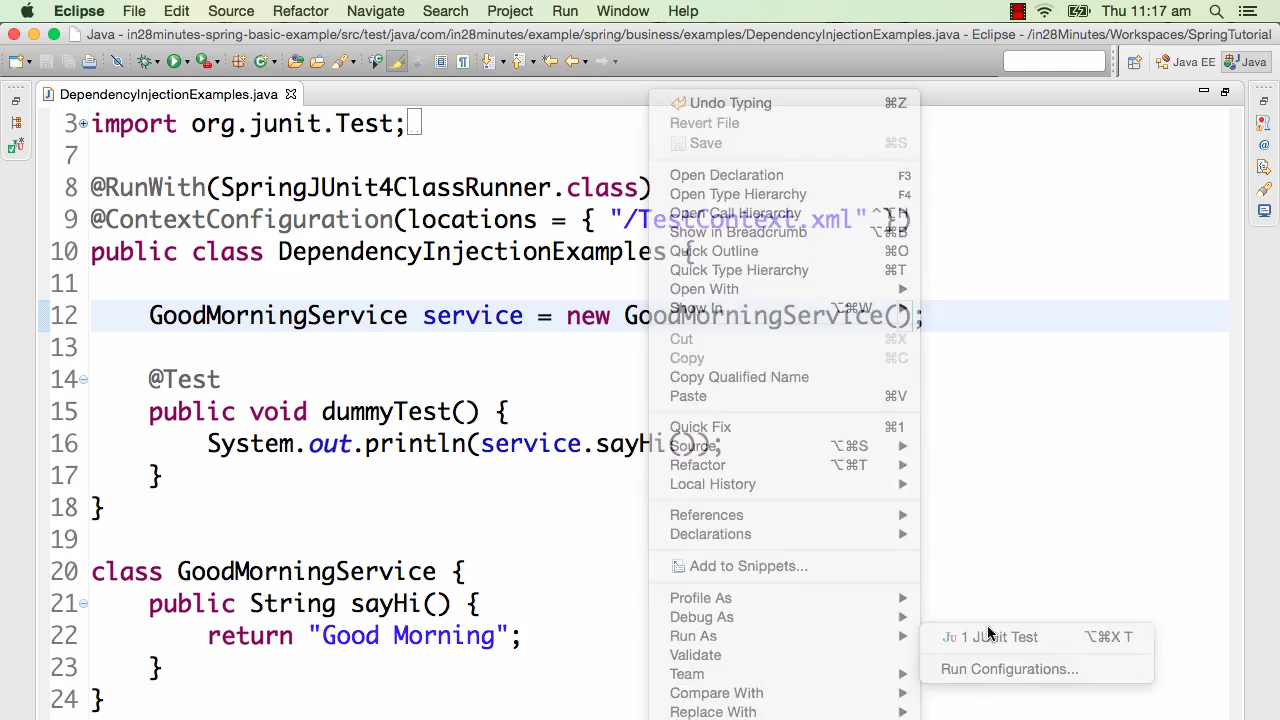 Eclipse File Edit Source Refactor Navigate Search Project Run Window Help Thu 11:17 am
Java - in28minutes-spring-basic-example/src/test/java/com/in28minutes/example/spring/business/examples/DependencyInjectionExamples.java - Eclipse - /in28Minutes/Workspaces/SpringTutorial
Java EE Java
DependencyInjectionExamples.java
3 import org.junit.Test;
7
8 @RunWith(SpringJUnit4ClassRunner.class)
9 @ContextConfiguration(locations = { "/TestContext.xml" })
10 public class DependencyInjectionExamples {
11
12 GoodMorningService service = new GoodMorningService();
13
14 @Test
15 public void dummyTest() {
16 System.out.println(service.sayHi());
17 }
18 }
19
20 class GoodMorningService {
21 public String sayHi() {
22 return "Good Morning";
23 }
24 }
Undo Typing ⌘Z
Revert File
Save ⌘S
Open Declaration F3
Open Type Hierarchy F4
Open Call Hierarchy ^⌥H
Show in Breadcrumb ⌥⌘B
Quick Outline ⌘O
Quick Type Hierarchy ⌘T
Open With
Show In ⌥⌘W
Cut ⌘X
Copy ⌘C
Copy Qualified Name
Paste ⌘V
Quick Fix ⌘1
Source ⌥⌘S
Refactor ⌥⌘T
Local History
References
Declarations
Add to Snippets...
Profile As
Debug As
Run As
Validate
Team
Compare With
Replace With
Ju 1 JUnit Test ⌥⌘X T
Run Configurations...